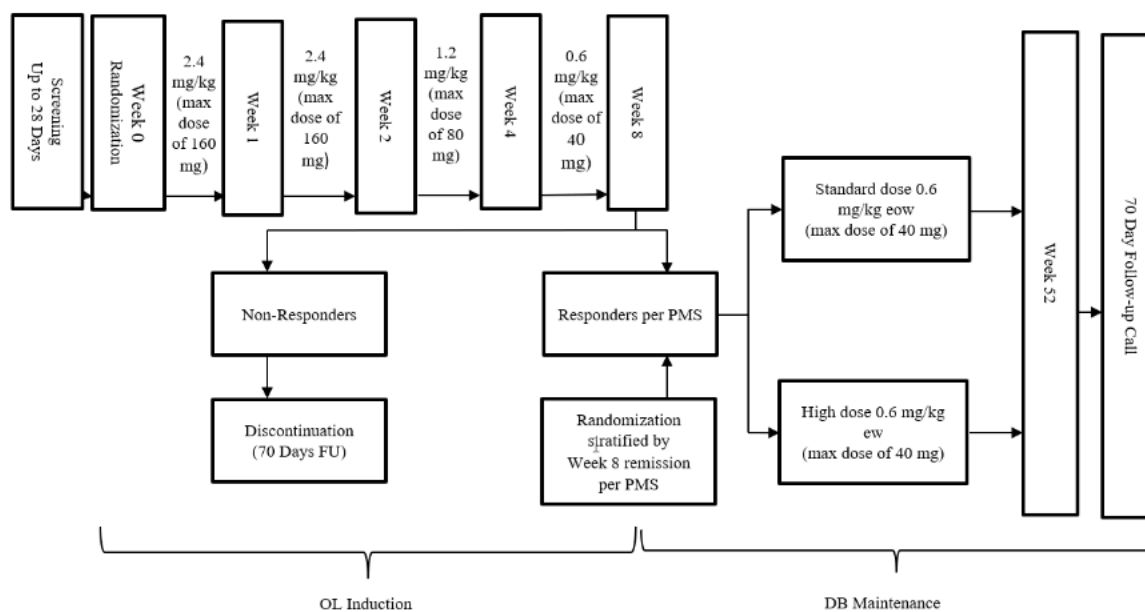 Screening
Up to 28 Days
Week 0
Randomization
2.4
mg/kg
(max
dose
of 160
mg)
Week 1
2.4
mg/kg (max
dose of
160
mg)
Week 2
1.2
mg/kg
(max dose
of 80
mg)
Week 4
0.6
mg/kg
(max
dose of
40
mg)
Week 8
Non-Responders
Discontinuation
(70 Days FU)
Responders per PMS
Randomization
stratified by
Week 8 remission
per PMS
Standard dose 0.6
mg/kg eow
(max dose of 40 mg)
High dose 0.6 mg/kg
ew
(max dose of 40 mg)
Week 52
70 Day Follow-up Call
OL Induction
DB Maintenance